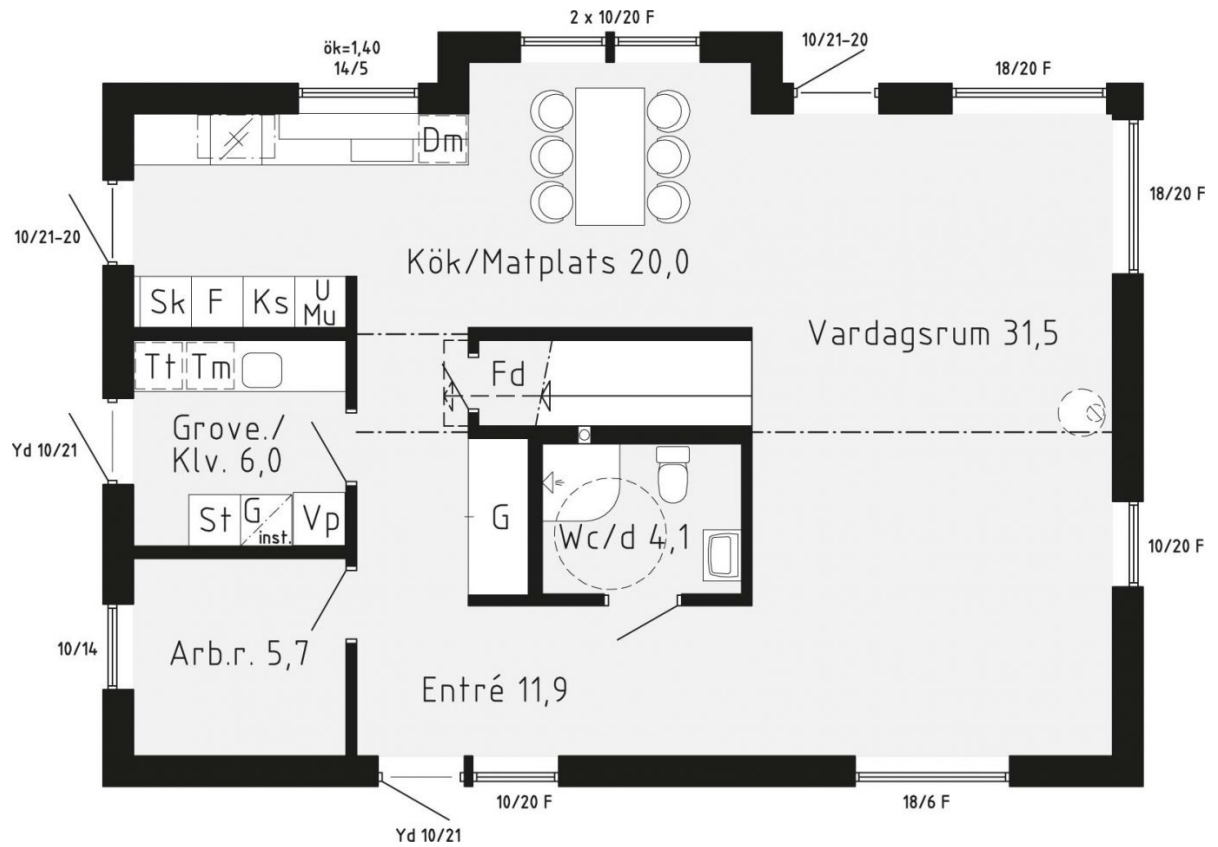 2 x 10/20 F
ök=1,40
14/5
10/21-20
18/20 F
Dm
18/20 F
10/21-20
Kök/Matplats 20,0
Sk
F
Ks
U
Mu
Vardagsrum 31,5
Tt
Tm
Fd
Grove./
Klv. 6,0
Yd 10/21
St
G
inst.
Vp
G
Wc/d 4,1
10/20 F
10/14
Arb.r. 5,7
Entré 11,9
10/20 F
18/6 F
Yd 10/21